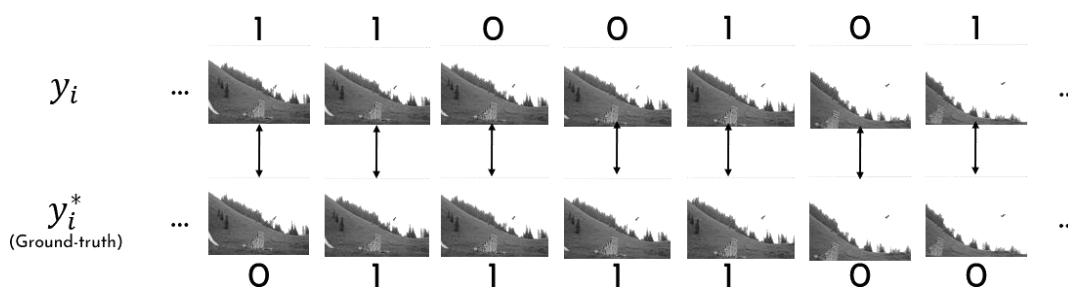 1 1 0 0 1 0 1
y_i ... ...
y_i^* ... ...
(Ground-truth)
0 1 1 1 1 0 0